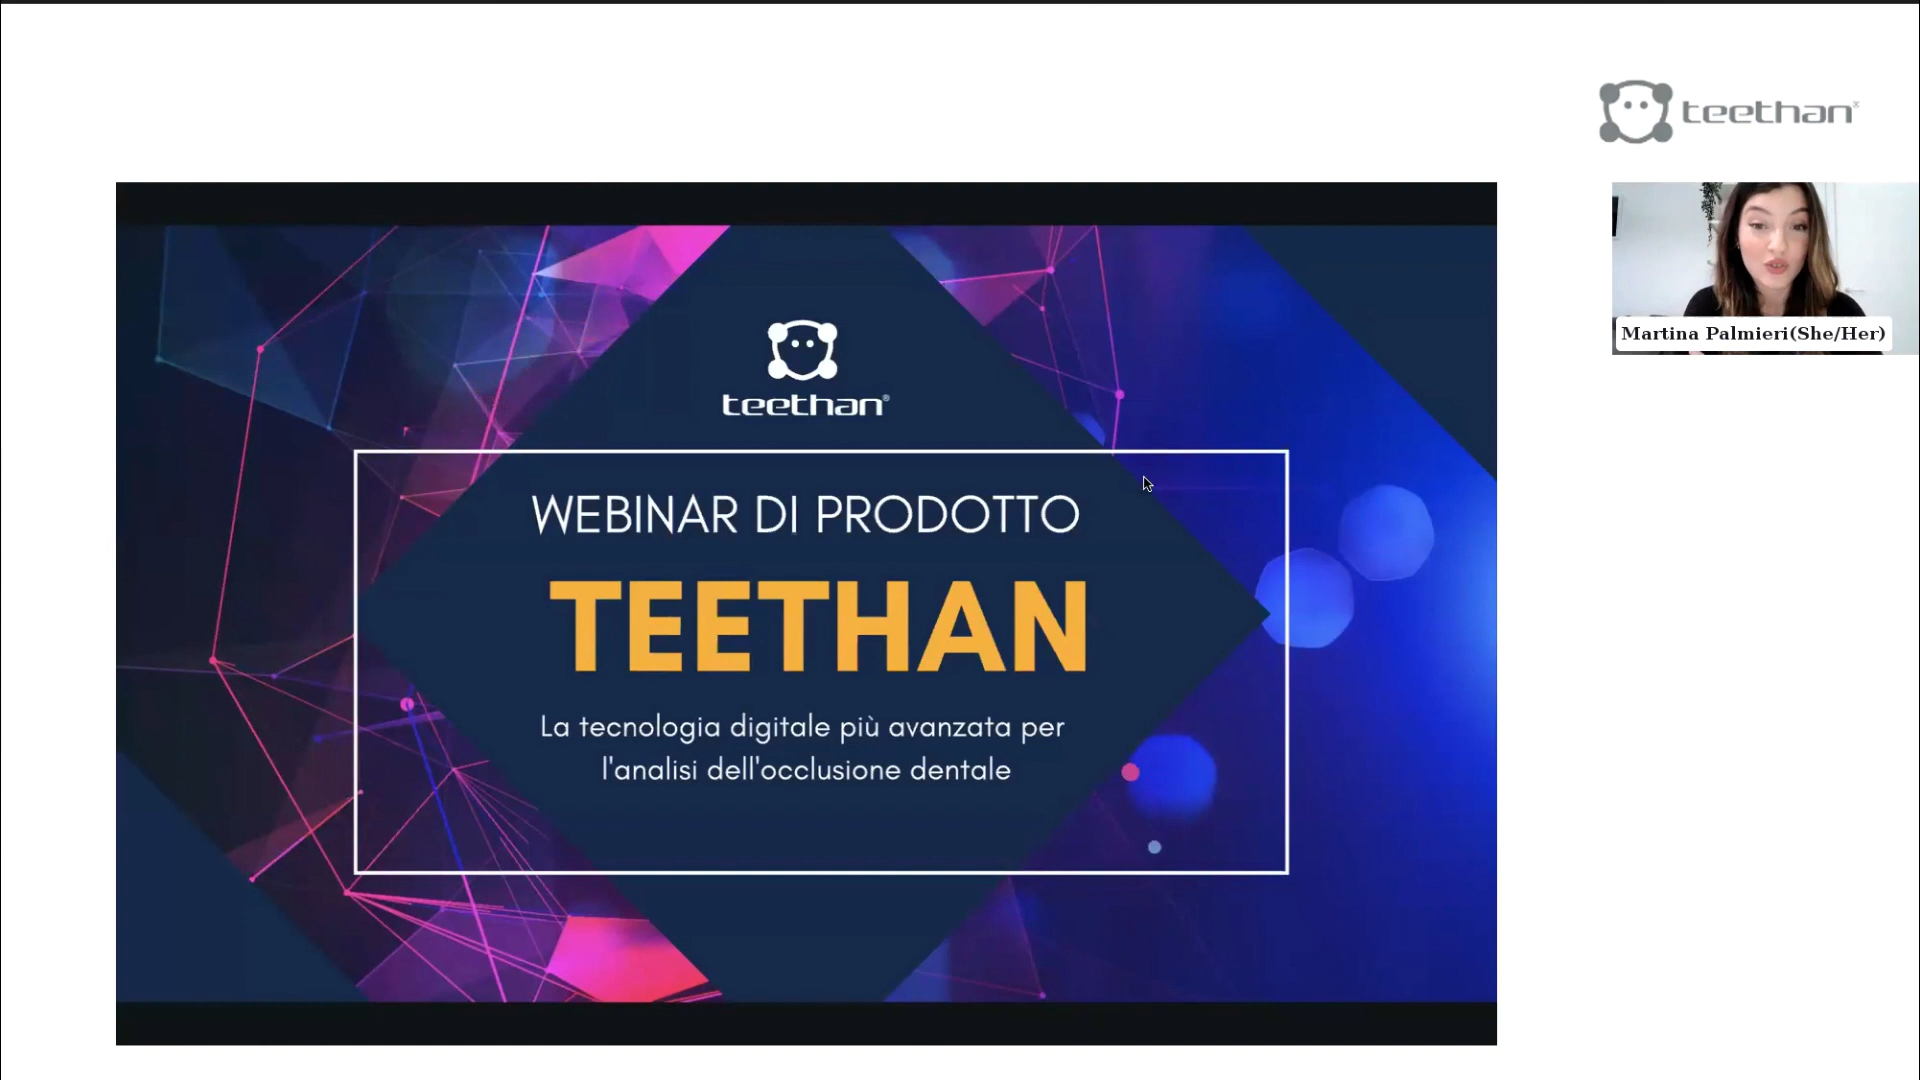 teethan®
Martina Palmieri(She/Her)
teethan®
WEBINAR DI PRODOTTO
TEETHAN
La tecnologia digitale più avanzata per
l'analisi dell'occlusione dentale